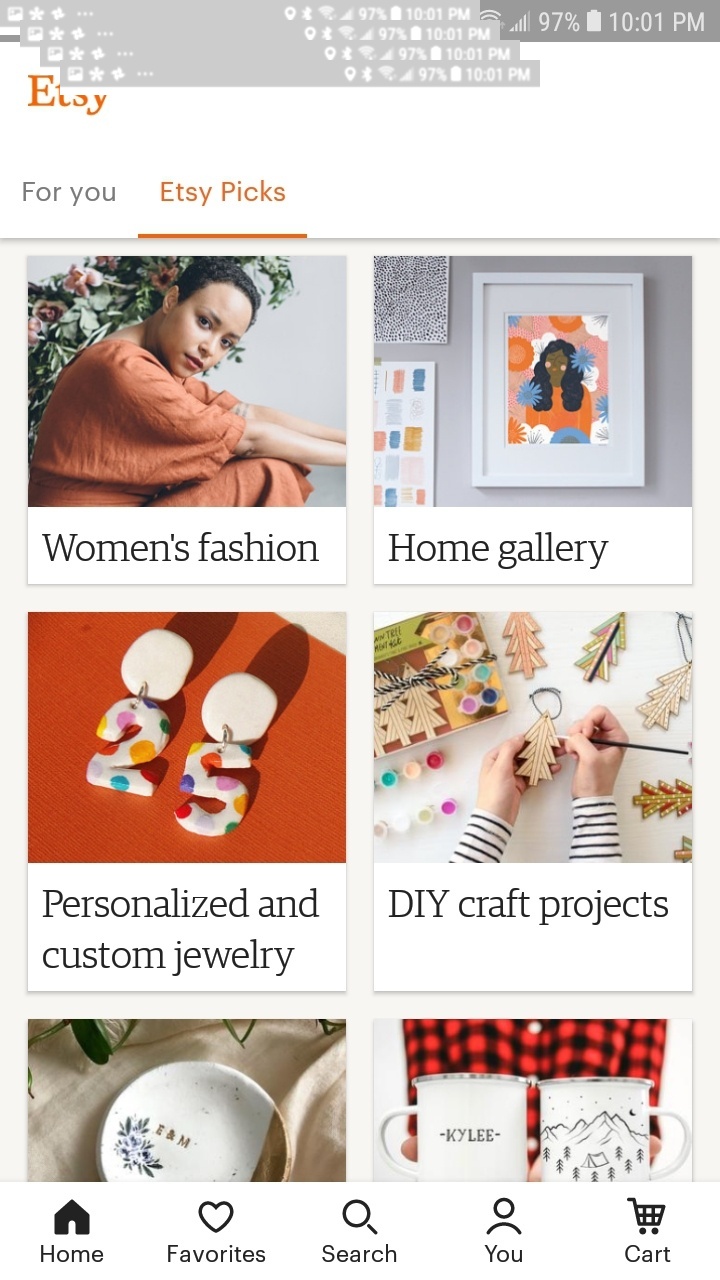 97% 10:01 PM
97% 10:01 PM
97% 10:01 PM
97% 10:01 PM
97% 10:01 PM
Etsy
For you
Etsy Picks
Women's fashion
Home gallery
Personalized and
custom jewelry
DIY craft projects
E&M
-KYLEE-
Home
Favorites
Search
You
Cart